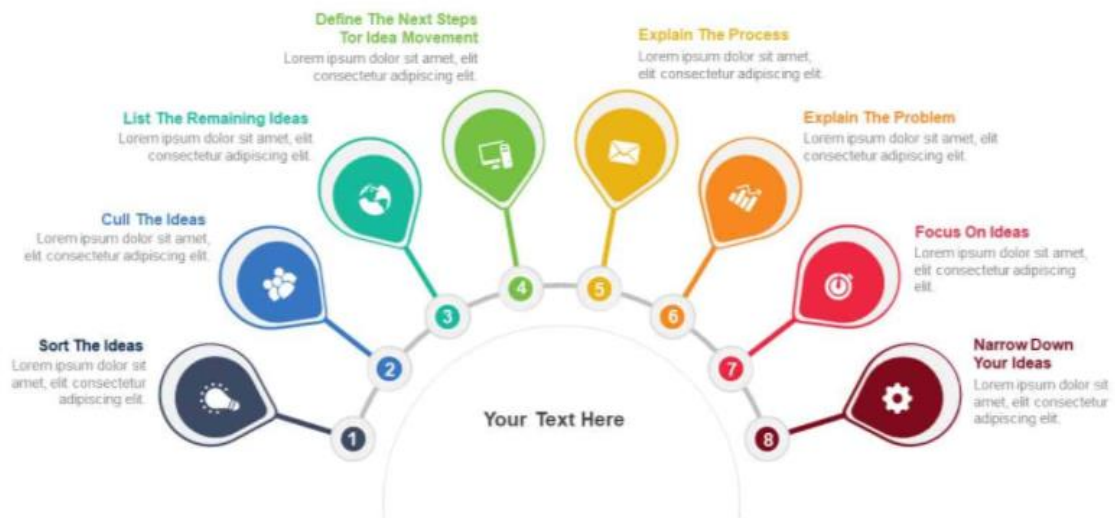 Define The Next Steps
Tor Idea Movement
Lorem ipsum dolor sit amet, elit
consectetur adipiscing elit.
Explain The Process
Lorem ipsum dolor sit amet,
elit consectetur adipiscing elit.
List The Remaining Ideas
Lorem ipsum dolor sit amet, elit
consectetur adipiscing elit.
Explain The Problem
Lorem ipsum dolor sit amet, elit
consectetur adipiscing elit.
Cull The Ideas
Lorem ipsum dolor sit amet,
elit consectetur adipiscing elit.
Focus On Ideas
Lorem ipsum dolor sit amet,
elit consectetur adipiscing
elit.
Sort The Ideas
Lorem ipsum dolor sit
amet, elit consectetur
adipiscing elit.
Narrow Down
Your Ideas
Lorem ipsum dolor sit
amet, elit consectetur
adipiscing elit.
1
2
3
4
5
6
7
8
Your Text Here